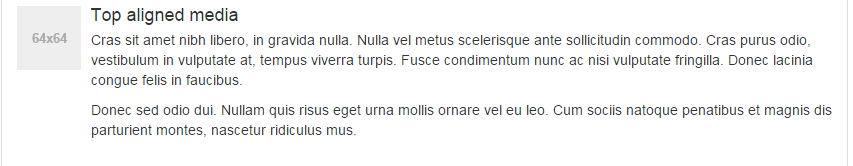 Top aligned media
64x64
Cras sit amet nibh libero, in gravida nulla. Nulla vel metus scelerisque ante sollicitudin commodo. Cras purus odio,
vestibulum in vulputate at, tempus viverra turpis. Fusce condimentum nunc ac nisi vulputate fringilla. Donec lacinia
congue felis in faucibus.
Donec sed odio dui. Nullam quis risus eget urna mollis ornare vel eu leo. Cum sociis natoque penatibus et magnis dis
parturient montes, nascetur ridiculus mus.